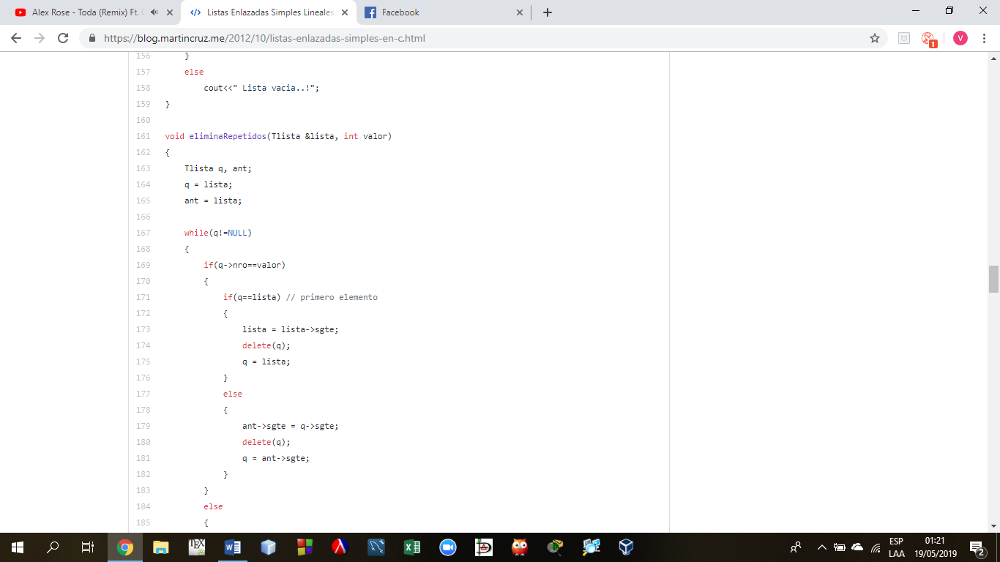 Alex Rose - Toda (Remix) Ft.
Listas Enlazadas Simples Lineales
Facebook
https://blog.martincruz.me/2012/10/listas-enlazadas-simples-en-c.html
1
V
156 }
157 else
158 cout<<" Lista vacia..!";
159 }
160
161 void eliminaRepetidos(Tlista &lista, int valor)
162 {
163 Tlista q, ant;
164 q = lista;
165 ant = lista;
166
167 while(q!=NULL)
168 {
169 if(q->nro==valor)
170 {
171 if(q==lista) // primero elemento
172 {
173 lista = lista->sgte;
174 delete(q);
175 q = lista;
176 }
177 else
178 {
179 ant->sgte = q->sgte;
180 delete(q);
181 q = ant->sgte;
182 }
183 }
184 else
185 {
ESP
LAA
01:21
19/05/2019
2